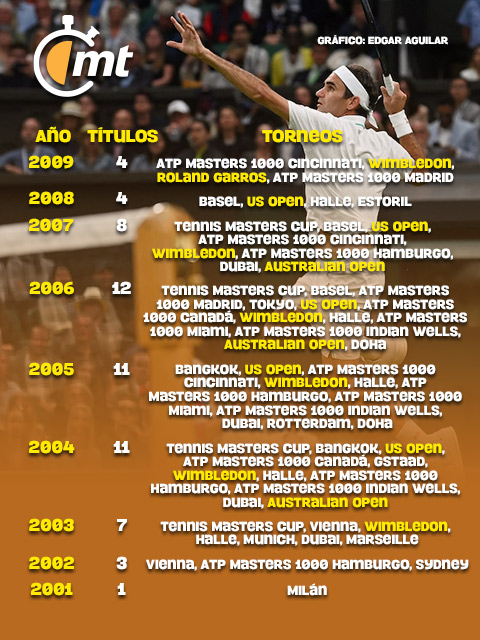 GRÁFICO: EDGAR AGUILAR
mt
AÑO TÍTULOS TORNEOS
2009 4 ATP MASTERS 1000 CINCINNATI, WIMBLEDON,
ROLAND GARROS, ATP MASTERS 1000 MADRID
2008 4 BASEL, US OPEN, HALLE, ESTORIL
2007 8 TENNIS MASTERS CUP, BASEL, US OPEN,
ATP MASTERS 1000 CINCINNATI,
WIMBLEDON, ATP MASTERS 1000 HAMBURGO,
DUBAI, AUSTRALIAN OPEN
2006 12 TENNIS MASTERS CUP, BASEL, ATP MASTERS
1000 MADRID, TOKYO, US OPEN, ATP MASTERS
1000 CANADÁ, WIMBLEDON, HALLE, ATP MASTERS
1000 MIAMI, ATP MASTERS 1000 INDIAN WELLS,
AUSTRALIAN OPEN, DOHA
2005 11 BANGKOK, US OPEN, ATP MASTERS 1000
CINCINNATI, WIMBLEDON, HALLE, ATP
MASTERS 1000 HAMBURGO, ATP MASTERS 1000
MIAMI, ATP MASTERS 1000 INDIAN WELLS,
DUBAI, ROTTERDAM, DOHA
2004 11 TENNIS MASTERS CUP, BANGKOK, US OPEN,
ATP MASTERS 1000 CANADÁ, GSTAAD,
WIMBLEDON, HALLE, ATP MASTERS 1000
HAMBURGO, ATP MASTERS 1000 INDIAN WELLS,
DUBAI, AUSTRALIAN OPEN
2003 7 TENNIS MASTERS CUP, VIENNA, WIMBLEDON,
HALLE, MUNICH, DUBAI, MARSEILLE
2002 3 VIENNA, ATP MASTERS 1000 HAMBURGO, SYDNEY
2001 1 MILÁN